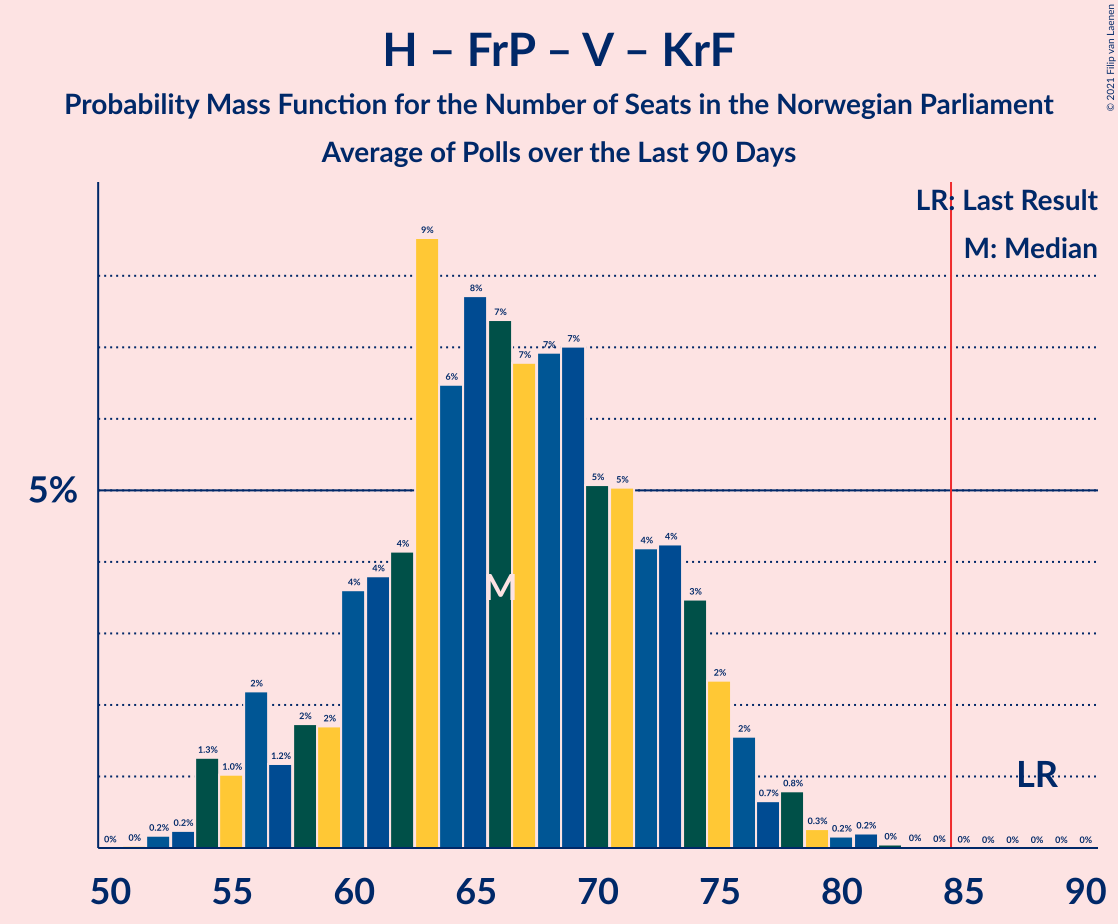 H – FrP – V – KrF
Probability Mass Function for the Number of Seats in the Norwegian Parliament
Average of Polls over the Last 90 Days
© 2021 Filip van Laenen
LR: Last Result
M: Median
5%
0% 0% 0.2% 0.2% 1.3% 1.0% 2% 1.2% 2% 2% 4% 4% 4% 9% 6% 8% 7% 7% 7% 7% 5% 5% 4% 4% 3% 2% 2% 0.7% 0.8% 0.3% 0.2% 0.2% 0% 0% 0% 0% 0% 0% 0% 0% 0%
M
LR
50 55 60 65 70 75 80 85 90